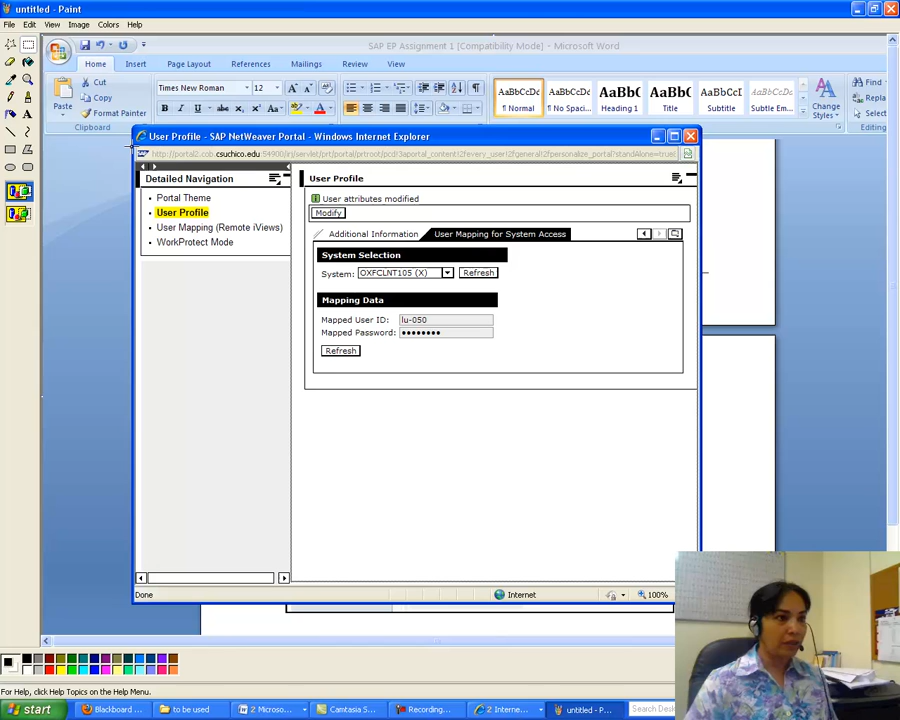 untitled - Paint
File Edit View Image Colors Help
SAP EP Assignment 1 [Compatibility Mode] - Microsoft Word
Home Insert Page Layout References Mailings Review View
Cut
Copy
Format Painter
Paste
Clipboard
Times New Roman 12
AaBbCcDc AaBbCcDc AaBbC AaBbCc AaBbC AaBbCcL AaBbCcDc
¶ Normal ¶ No Spaci... Heading 1 ¶ Title Subtitle Subtle Em...
Change Styles
Find
Replac
Select
Editing
User Profile - SAP NetWeaver Portal - Windows Internet Explorer
Detailed Navigation
Portal Theme
User Profile
User Mapping (Remote iViews)
WorkProtect Mode
User Profile
User attributes modified
Modify
Additional Information User Mapping for System Access
System Selection
System: OXFCLNT105 (X) Refresh
Mapping Data
Mapped User ID: lu-050
Mapped Password: ••••••••
Refresh
Done Internet 100%
For Help, click Help Topics on the Help Menu.
start Blackboard to be used 2 Microso... Camtasia S... Recording... 2 Interne... untitled - P... Search Desk